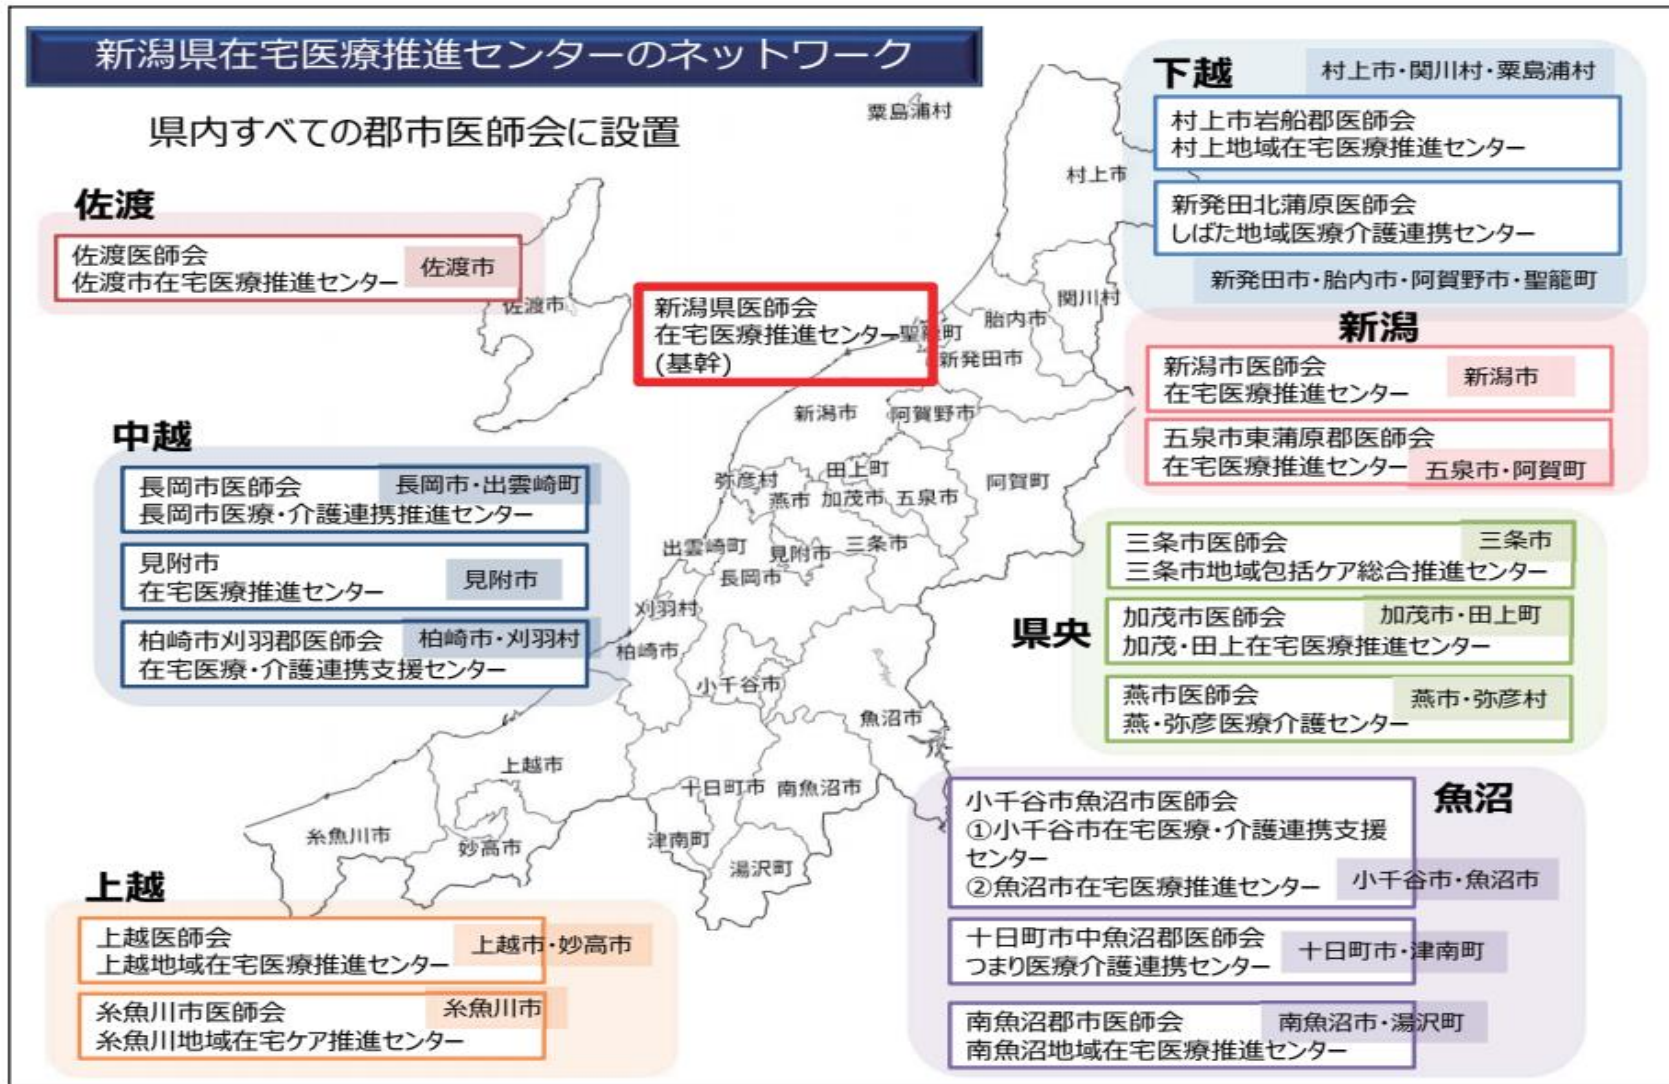 新潟県在宅医療推進センターのネットワーク
県内すべての郡市医師会に設置
佐渡
佐渡医師会
佐渡市在宅医療推進センター
佐渡市
新潟県医師会
在宅医療推進センター
(基幹)
下越
村上市・関川村・粟島浦村
村上市岩船郡医師会
村上地域在宅医療推進センター
新発田北蒲原医師会
しばた地域医療介護連携センター
新発田市・胎内市・阿賀野市・聖籠町
新潟
新潟市医師会
在宅医療推進センター
新潟市
五泉市東蒲原郡医師会
在宅医療推進センター
五泉市・阿賀町
中越
長岡市医師会
長岡市・出雲崎町
長岡市医療・介護連携推進センター
見附市
在宅医療推進センター
見附市
柏崎市刈羽郡医師会
柏崎市・刈羽村
在宅医療・介護連携支援センター
県央
三条市医師会
三条市
三条市地域包括ケア総合推進センター
加茂市医師会
加茂市・田上町
加茂・田上在宅医療推進センター
燕市医師会
燕市・弥彦村
燕・弥彦医療介護センター
魚沼
小千谷市魚沼市医師会
①小千谷市在宅医療・介護連携支援
センター
②魚沼市在宅医療推進センター
小千谷市・魚沼市
十日町市中魚沼郡医師会
つまり医療介護連携センター
十日町市・津南町
南魚沼郡市医師会
南魚沼市・湯沢町
南魚沼地域在宅医療推進センター
上越
上越医師会
上越地域在宅医療推進センター
上越市・妙高市
糸魚川市医師会
糸魚川市
糸魚川地域在宅ケア推進センター
粟島浦村
村上市
関川村
胎内市
聖籠町
新発田市
佐渡市
新潟市
阿賀野市
田上町
弥彦村
燕市
加茂市
五泉市
阿賀町
出雲崎町
見附市
三条市
長岡市
刈羽村
柏崎市
小千谷市
魚沼市
上越市
十日町市
南魚沼市
糸魚川市
妙高市
津南町
湯沢町